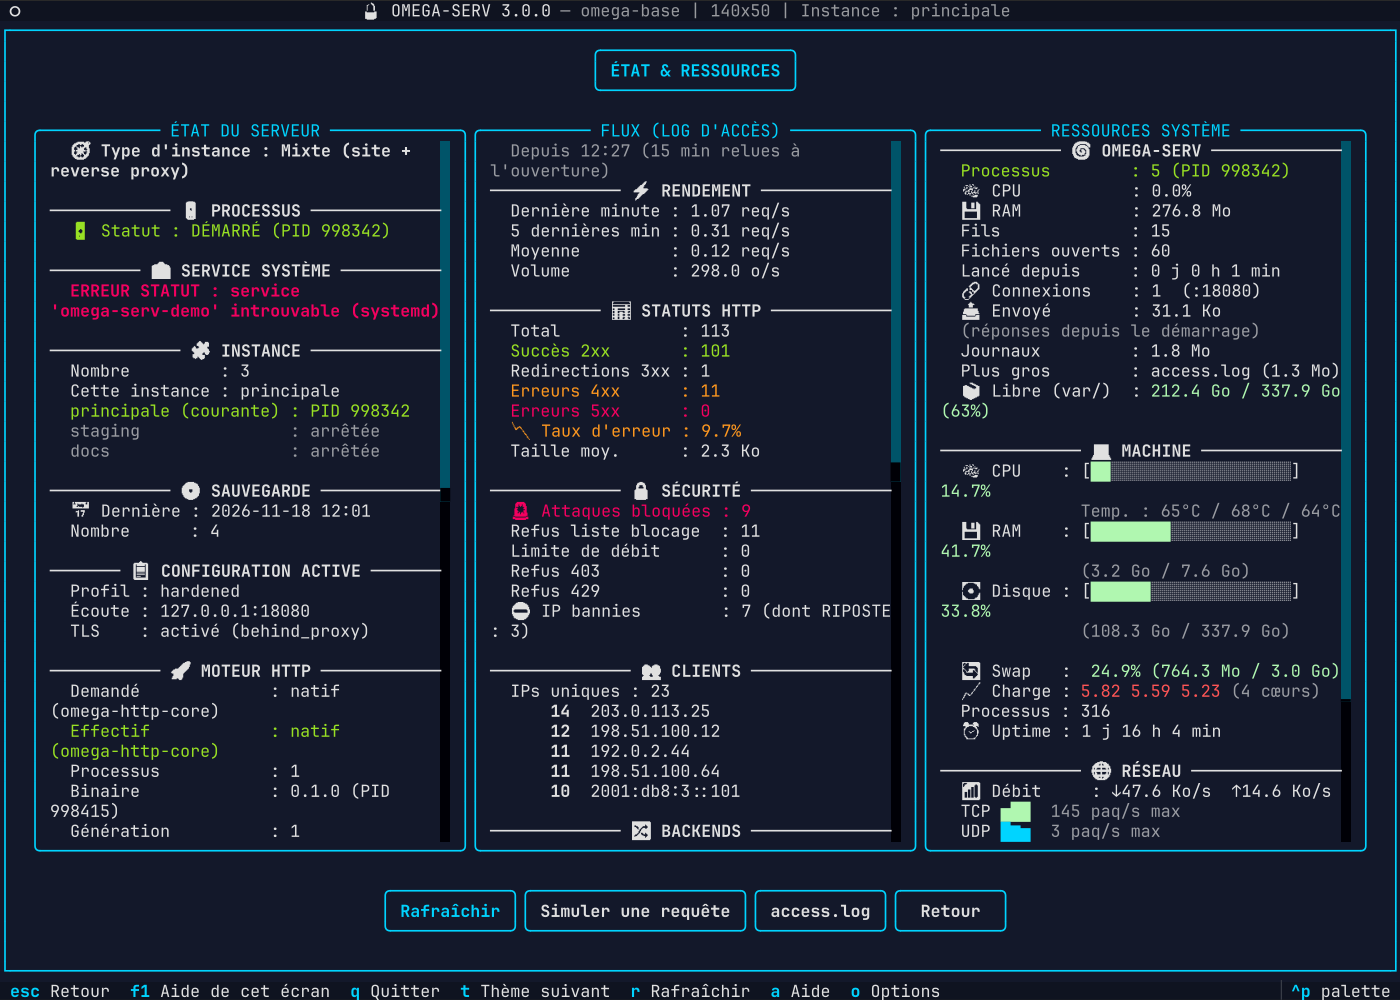 OMEGA-SERV 3.0.0 — omega-base | 140x50 | Instance : principale
ÉTAT & RESSOURCES
ÉTAT DU SERVEUR
Type d'instance : Mixte (site +
reverse proxy)
PROCESSUS
Statut : DÉMARRÉ (PID 998342)
SERVICE SYSTÈME
ERREUR STATUT : service
'omega-serv-demo' introuvable (systemd)
INSTANCE
Nombre : 3
Cette instance : principale
principale (courante) : PID 998342
staging : arrêtée
docs : arrêtée
SAUVEGARDE
Dernière : 2026-11-18 12:01
Nombre : 4
CONFIGURATION ACTIVE
Profil : hardened
Écoute : 127.0.0.1:18080
TLS : activé (behind_proxy)
MOTEUR HTTP
Demandé : natif
(omega-http-core)
Effectif : natif
(omega-http-core)
Processus : 1
Binaire : 0.1.0 (PID
998415)
Génération : 1
FLUX (LOG D'ACCÈS)
Depuis 12:27 (15 min relues à
l'ouverture)
RENDEMENT
Dernière minute : 1.07 req/s
5 dernières min : 0.31 req/s
Moyenne : 0.12 req/s
Volume : 298.0 o/s
STATUTS HTTP
Total : 113
Succès 2xx : 101
Redirections 3xx : 1
Erreurs 4xx : 11
Erreurs 5xx : 0
Taux d'erreur : 9.7%
Taille moy. : 2.3 Ko
SÉCURITÉ
Attaques bloquées : 9
Refus liste blocage : 11
Limite de débit : 0
Refus 403 : 0
Refus 429 : 0
IP bannies : 7 (dont RIPOSTE
: 3)
CLIENTS
IPs uniques : 23
14 203.0.113.25
12 198.51.100.12
11 192.0.2.44
11 198.51.100.64
10 2001:db8:3::101
BACKENDS
RESSOURCES SYSTÈME
OMEGA-SERV
Processus : 5 (PID 998342)
CPU : 0.0%
RAM : 276.8 Mo
Fils : 15
Fichiers ouverts : 60
Lancé depuis : 0 j 0 h 1 min
Connexions : 1 (:18080)
Envoyé : 31.1 Ko
(réponses depuis le démarrage)
Journaux : 1.8 Mo
Plus gros : access.log (1.3 Mo)
Libre (var/) : 212.4 Go / 337.9 Go
(63%)
MACHINE
CPU : [ ]
14.7%
Temp. : 65°C / 68°C / 64°C
RAM : [ ]
41.7%
(3.2 Go / 7.6 Go)
Disque : [ ]
33.8%
(108.3 Go / 337.9 Go)
Swap : 24.9% (764.3 Mo / 3.0 Go)
Charge : 5.82 5.59 5.23 (4 cœurs)
Processus : 316
Uptime : 1 j 16 h 4 min
RÉSEAU
Débit : ↓47.6 Ko/s ↑14.6 Ko/s
TCP 145 paq/s max
UDP 3 paq/s max
Rafraîchir
Simuler une requête
access.log
Retour
esc Retour f1 Aide de cet écran q Quitter t Thème suivant r Rafraîchir a Aide o Options ^p palette